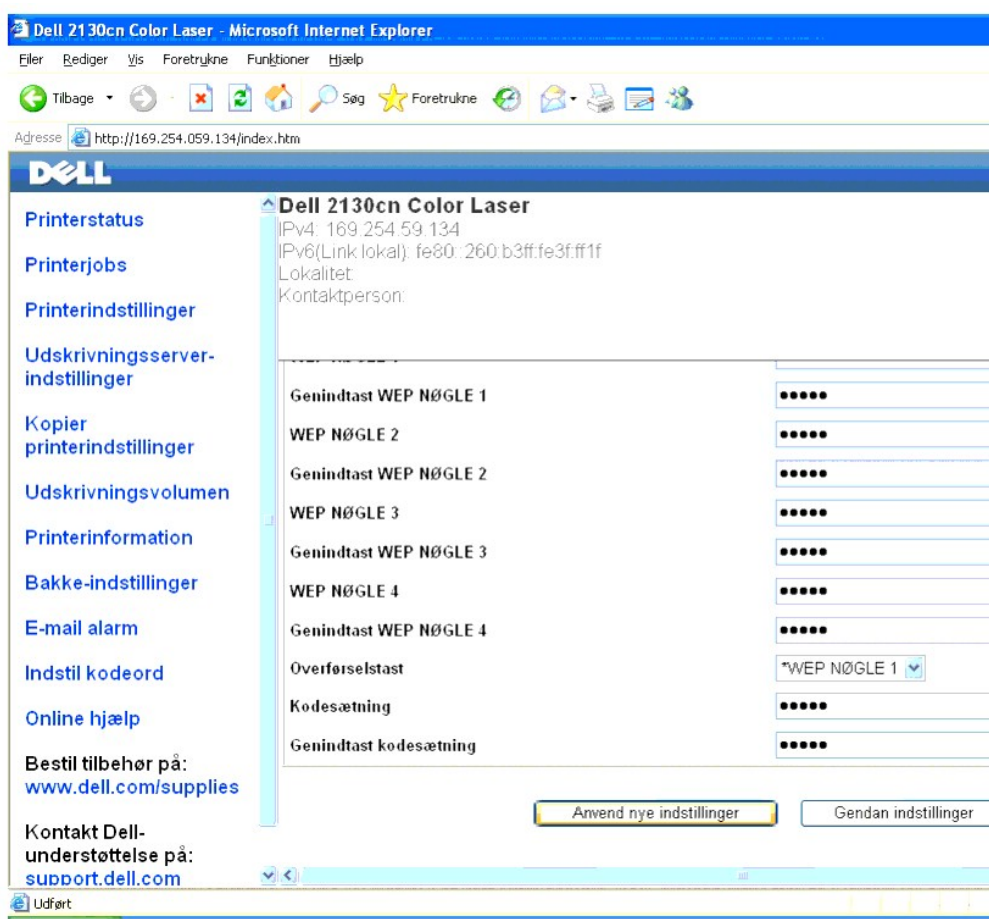 Dell 2130cn Color Laser - Microsoft Internet Explorer
Filer Rediger Vis Foretrukne Funktioner Hjælp
Tilbage Søg Foretrukne
Adresse http://169.254.059.134/index.htm
DELL
Printerstatus
Printerjobs
Printerindstillinger
Udskrivningsserver-
indstillinger
Kopier
printerindstillinger
Udskrivningsvolumen
Printerinformation
Bakke-indstillinger
E-mail alarm
Indstil kodeord
Online hjælp
Bestil tilbehør på:
www.dell.com/supplies
Kontakt Dell-
understøttelse på:
support.dell.com
Dell 2130cn Color Laser
IPv4: 169.254.59.134
IPv6(Link lokal): fe80::260:b3ff:fe3f:ff1f
Lokalitet:
Kontaktperson:
Genindtast WEP NØGLE 1 •••••
WEP NØGLE 2 •••••
Genindtast WEP NØGLE 2 •••••
WEP NØGLE 3 •••••
Genindtast WEP NØGLE 3 •••••
WEP NØGLE 4 •••••
Genindtast WEP NØGLE 4 •••••
Overførselstast *WEP NØGLE 1
Kodesætning •••••
Genindtast kodesætning •••••
Anvend nye indstillinger Gendan indstillinger
Udført